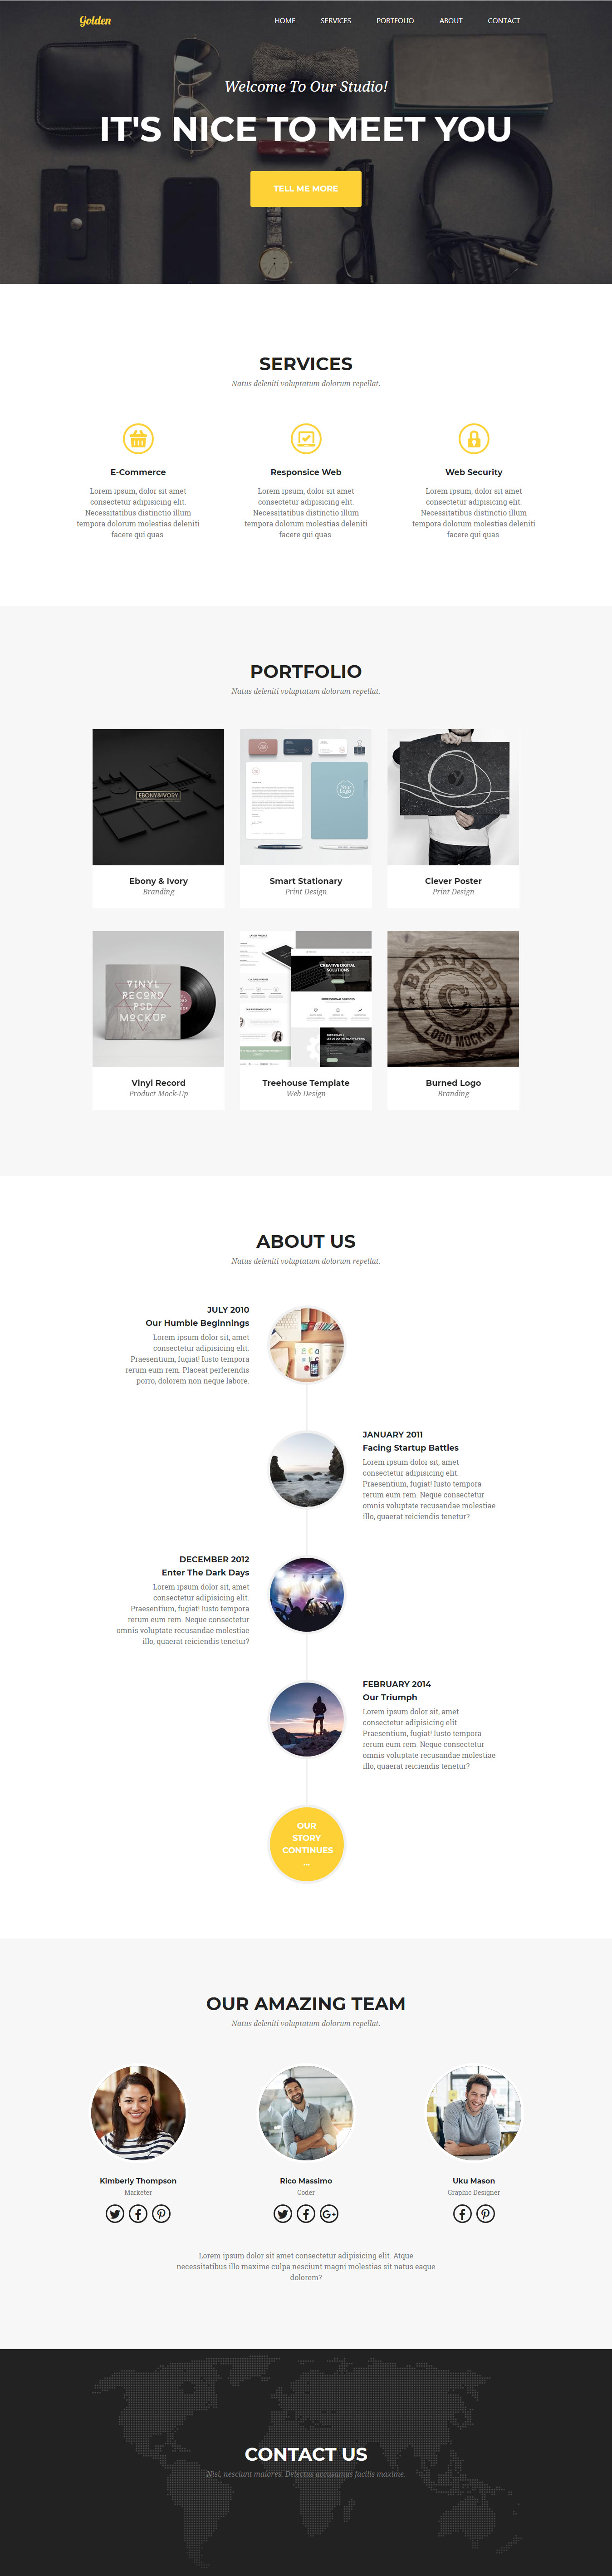 Golden
HOME SERVICES PORTFOLIO ABOUT CONTACT
Welcome To Our Studio!
IT'S NICE TO MEET YOU
TELL ME MORE
SERVICES
Natus deleniti voluptatum dolorum repellat.
E-Commerce
Lorem ipsum, dolor sit amet
consectetur adipisicing elit.
Necessitatibus distinctio illum
tempora dolorum molestias deleniti
facere qui quas.
Responsice Web
Lorem ipsum, dolor sit amet
consectetur adipisicing elit.
Necessitatibus distinctio illum
tempora dolorum molestias deleniti
facere qui quas.
Web Security
Lorem ipsum, dolor sit amet
consectetur adipisicing elit.
Necessitatibus distinctio illum
tempora dolorum molestias deleniti
facere qui quas.
PORTFOLIO
Natus deleniti voluptatum dolorum repellat.
EBONY&IVORY
Ebony & Ivory
Branding
Smart Stationary
Print Design
Clever Poster
Print Design
VINYL
RECORD
PSD
MOCKUP
Vinyl Record
Product Mock-Up
CREATIVE DIGITAL
SOLUTIONS
PROFESSIONAL SERVICES
Treehouse Template
Web Design
BURNED
C
LOGO MOCK-UP
Burned Logo
Branding
ABOUT US
Natus deleniti voluptatum dolorum repellat.
JULY 2010
Our Humble Beginnings
Lorem ipsum dolor sit, amet
consectetur adipisicing elit.
Praesentium, fugiat! Iusto tempora
rerum eum rem. Placeat perferendis
porro, dolorem non neque labore.
JANUARY 2011
Facing Startup Battles
Lorem ipsum dolor sit, amet
consectetur adipisicing elit.
Praesentium, fugiat! Iusto tempora
rerum eum rem. Neque consectetur
omnis voluptate recusandae molestiae
illo, quaerat reiciendis tenetur?
DECEMBER 2012
Enter The Dark Days
Lorem ipsum dolor sit, amet
consectetur adipisicing elit.
Praesentium, fugiat! Iusto tempora
rerum eum rem. Neque consectetur
omnis voluptate recusandae molestiae
illo, quaerat reiciendis tenetur?
FEBRUARY 2014
Our Triumph
Lorem ipsum dolor sit, amet
consectetur adipisicing elit.
Praesentium, fugiat! Iusto tempora
rerum eum rem. Neque consectetur
omnis voluptate recusandae molestiae
illo, quaerat reiciendis tenetur?
OUR
STORY
CONTINUES
...
OUR AMAZING TEAM
Natus deleniti voluptatum dolorum repellat.
Kimberly Thompson
Marketer
Rico Massimo
Coder
Uku Mason
Graphic Designer
Lorem ipsum dolor sit amet consectetur adipisicing elit. Atque
necessitatibus illo maxime culpa nesciunt magni molestias sit natus eaque
dolorem?
CONTACT US
Nisi, nesciunt maiores. Delectus accusamus facilis maxime.